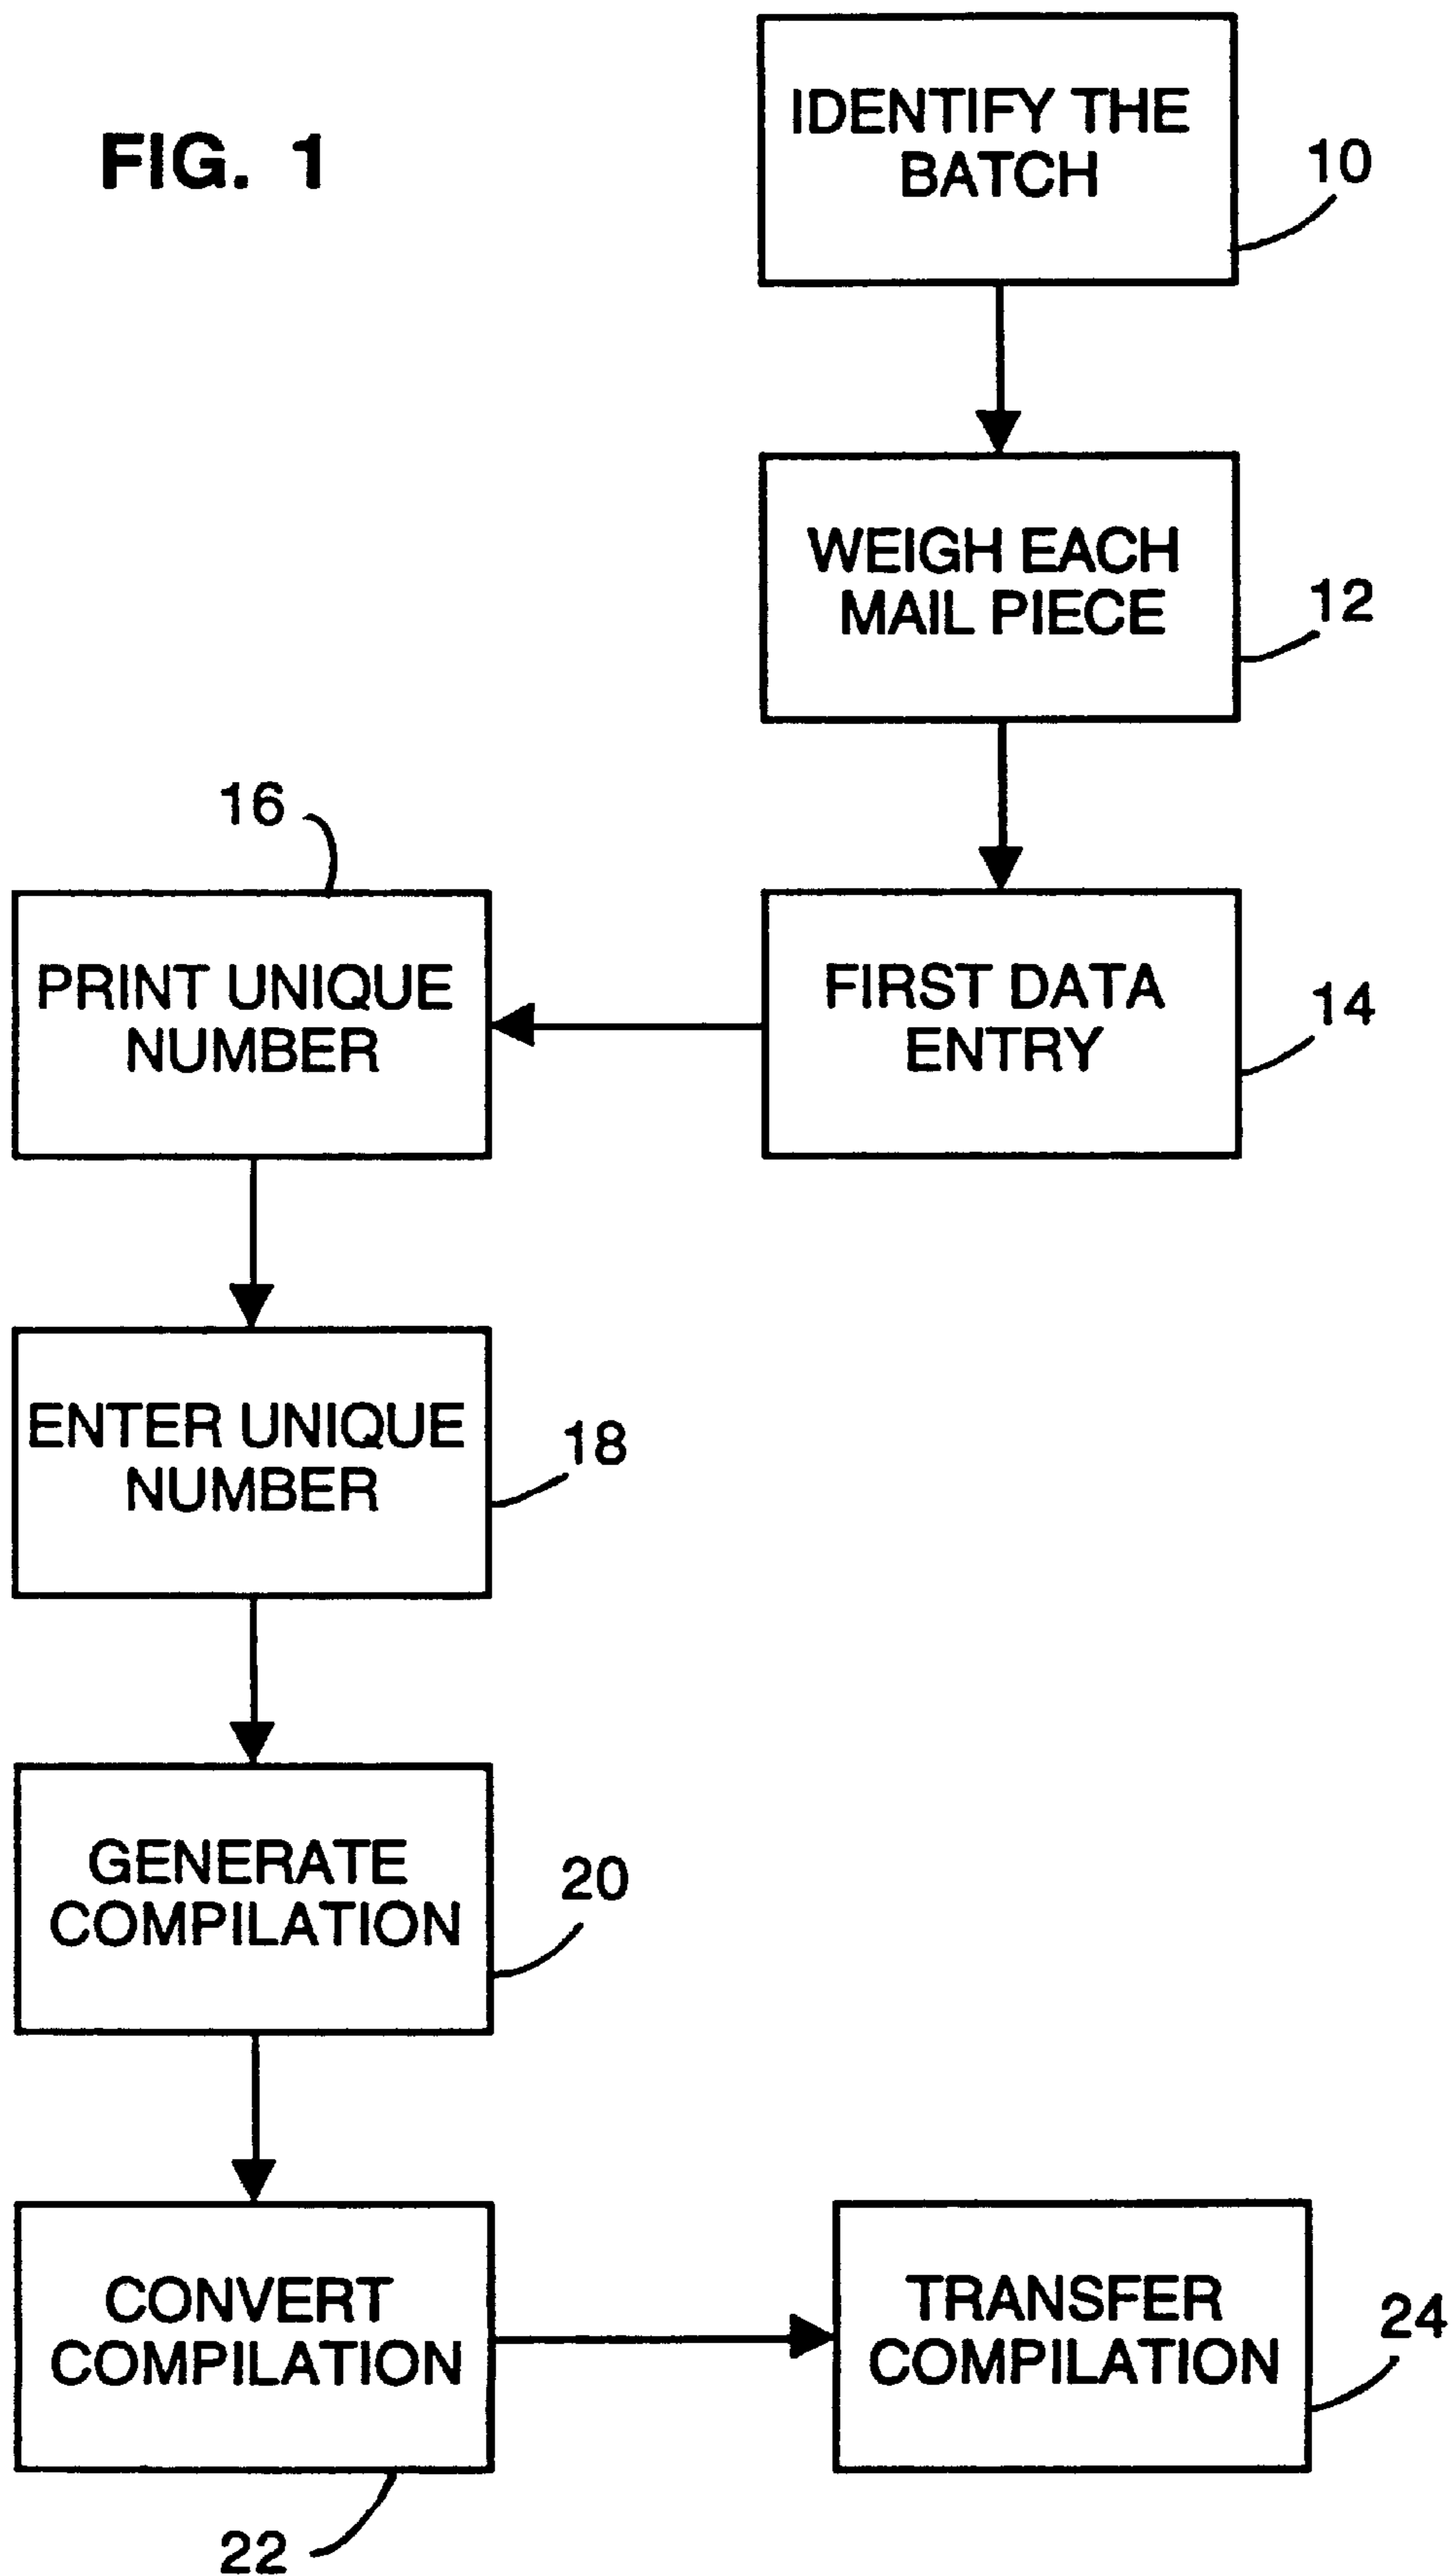 FIG. 1
IDENTIFY THE
BATCH
10
WEIGH EACH
MAIL PIECE
12
FIRST DATA
ENTRY
14
16
PRINT UNIQUE
NUMBER
ENTER UNIQUE
NUMBER
18
GENERATE
COMPILATION
20
CONVERT
COMPILATION
22
TRANSFER
COMPILATION
24